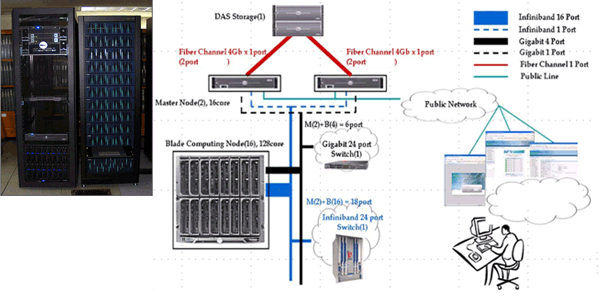 DAS Storage(1)
Infiniband 16 Port
Infiniband 1 Port
Gigabit 4 Port
Gigabit 1 Port
Fiber Channel 1 Port
Public Line
Fiber Channel 4Gb x 1port
(2port )
Fiber Channel 4Gb x 1port
(2port )
Master Node(2), 16core
Public Network
M(2)+B(4) = 6port
Blade Computing Node(16), 128core
Gigabit 24 port
Switch(1)
M(2)+B(16) = 18port
Infiniband 24 port
Switch(1)